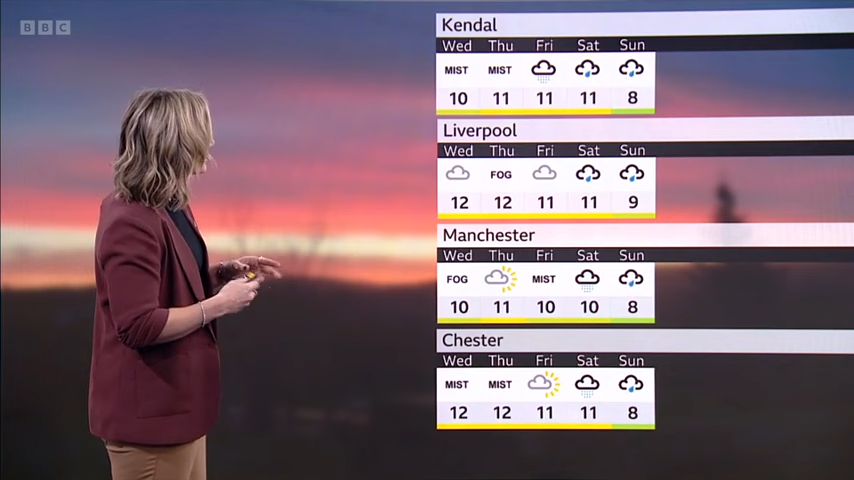 BBC
Kendal
Wed Thu Fri Sat Sun
MIST MIST
10 11 11 11 8
Liverpool
Wed Thu Fri Sat Sun
FOG
12 12 11 11 9
Manchester
Wed Thu Fri Sat Sun
FOG MIST
10 11 10 10 8
Chester
Wed Thu Fri Sat Sun
MIST MIST
12 12 11 11 8